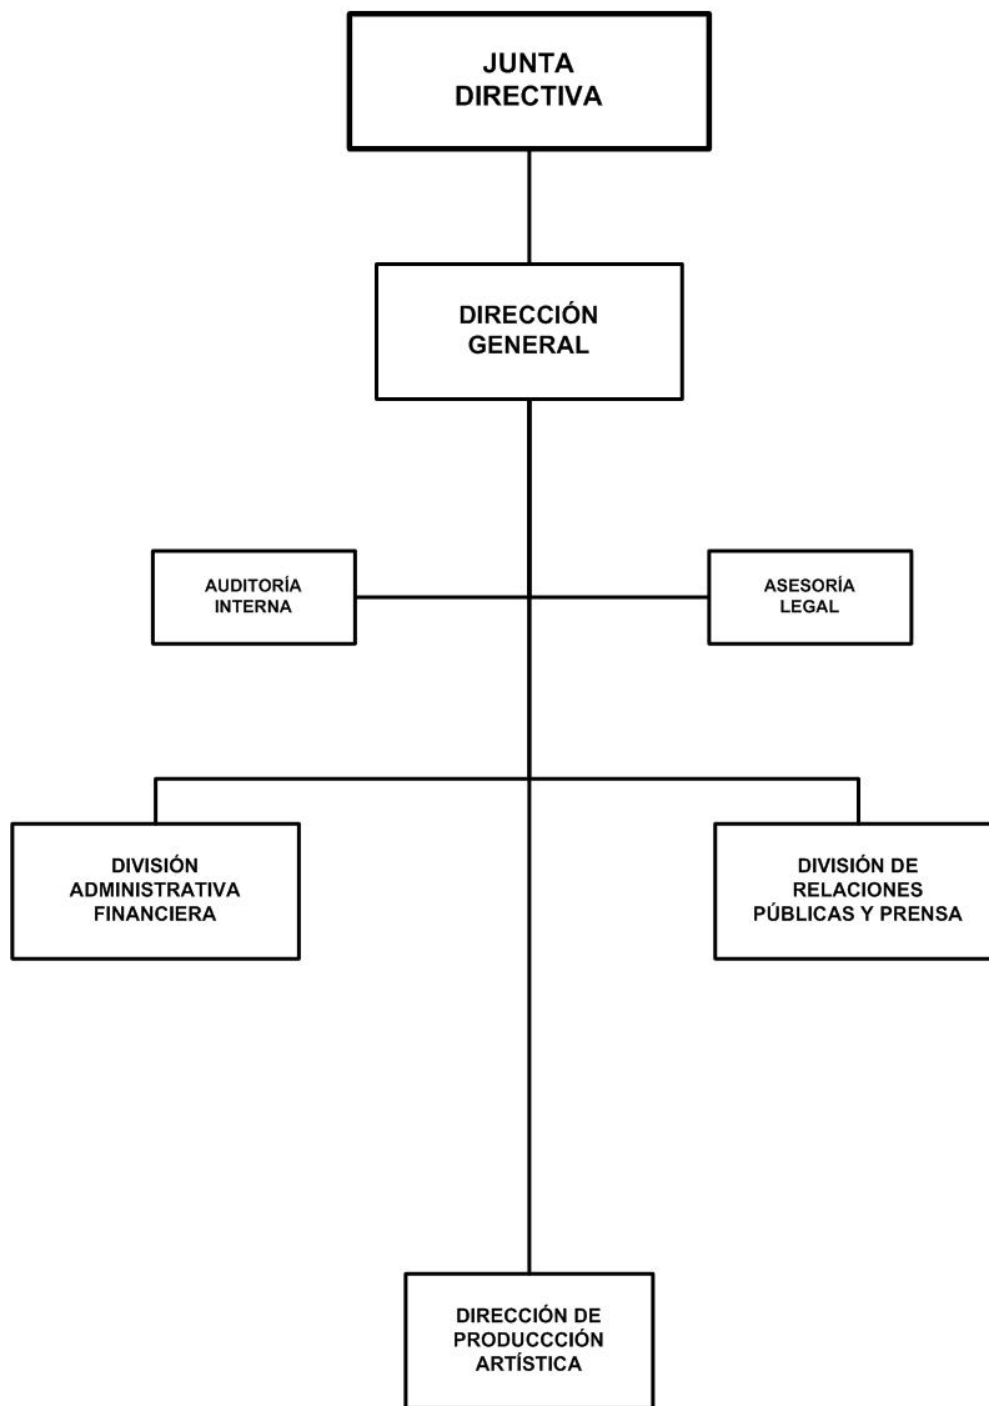 JUNTA
DIRECTIVA
DIRECCIÓN
GENERAL
AUDITORÍA
INTERNA
ASESORÍA
LEGAL
DIVISIÓN
ADMINISTRATIVA
FINANCIERA
DIVISIÓN DE
RELACIONES
PÚBLICAS Y PRENSA
DIRECCIÓN DE
PRODUCCCIÓN
ARTÍSTICA